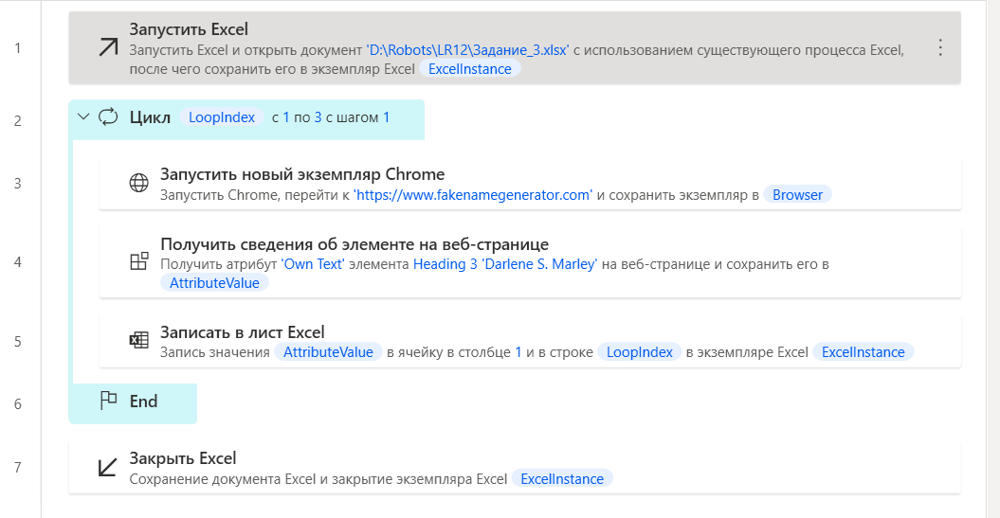 1
Запустить Excel
Запустить Excel и открыть документ 'D:\Robots\LR12\Задание_3.xlsx' с использованием существующего процесса Excel,
после чего сохранить его в экземпляр Excel ExcelInstance
2
Цикл LoopIndex с 1 по 3 с шагом 1
3
Запустить новый экземпляр Chrome
Запустить Chrome, перейти к 'https://www.fakenamegenerator.com' и сохранить экземпляр в Browser
4
Получить сведения об элементе на веб-странице
Получить атрибут 'Own Text' элемента Heading 3 'Darlene S. Marley' на веб-странице и сохранить его в
AttributeValue
5
Записать в лист Excel
Запись значения AttributeValue в ячейку в столбце 1 и в строке LoopIndex в экземпляре Excel ExcelInstance
6
End
7
Закрыть Excel
Сохранение документа Excel и закрытие экземпляра Excel ExcelInstance